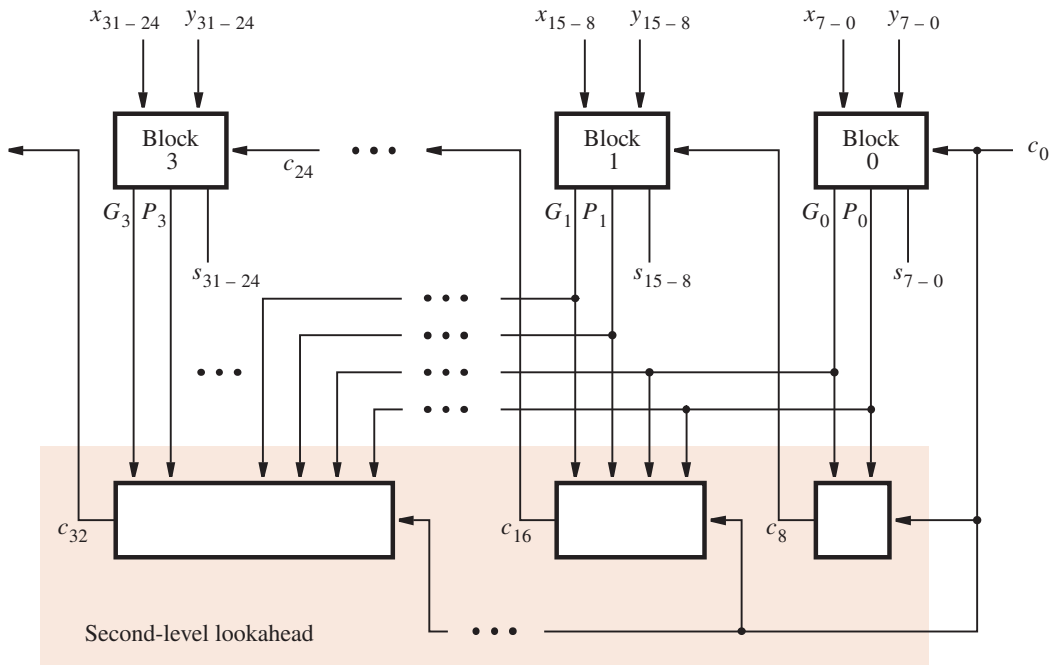 x31 – 24 y31 – 24 x15 – 8 y15 – 8 x7 – 0 y7 – 0
Block 3
c24
Block 1
Block 0
c0
G3 P3 G1 P1 G0 P0
s31 – 24 s15 – 8 s7 – 0
c32 c16 c8
Second-level lookahead